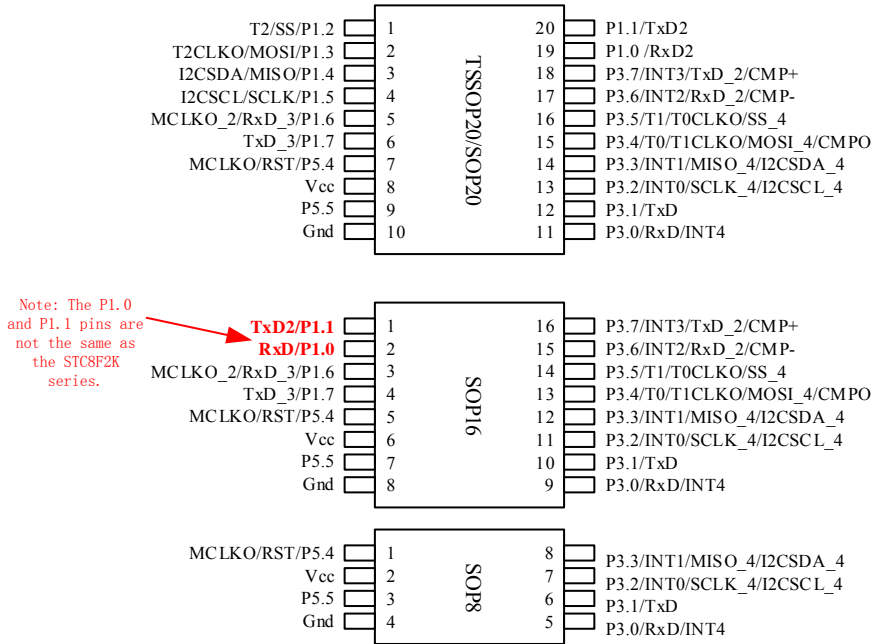 T2/SS/P1.2 1 20 P1.1/TxD2
T2CLKO/MOSI/P1.3 2 19 P1.0 /RxD2
I2CSDA/MISO/P1.4 3 18 P3.7/INT3/TxD_2/CMP+
I2CSCL/SCLK/P1.5 4 17 P3.6/INT2/RxD_2/CMP-
MCLKO_2/RxD_3/P1.6 5 16 P3.5/T1/T0CLKO/SS_4
TxD_3/P1.7 6 15 P3.4/T0/T1CLKO/MOSI_4/CMPO
MCLKO/RST/P5.4 7 14 P3.3/INT1/MISO_4/I2CSDA_4
Vcc 8 13 P3.2/INT0/SCLK_4/I2CSCL_4
P5.5 9 12 P3.1/TxD
Gnd 10 11 P3.0/RxD/INT4
TSSOP20/SOP20
Note: The P1.0
and P1.1 pins are
not the same as
the STC8F2K
series.
TxD2/P1.1 1 16 P3.7/INT3/TxD_2/CMP+
RxD/P1.0 2 15 P3.6/INT2/RxD_2/CMP-
MCLKO_2/RxD_3/P1.6 3 14 P3.5/T1/T0CLKO/SS_4
TxD_3/P1.7 4 13 P3.4/T0/T1CLKO/MOSI_4/CMPO
MCLKO/RST/P5.4 5 12 P3.3/INT1/MISO_4/I2CSDA_4
Vcc 6 11 P3.2/INT0/SCLK_4/I2CSCL_4
P5.5 7 10 P3.1/TxD
Gnd 8 9 P3.0/RxD/INT4
SOP16
MCLKO/RST/P5.4 1 8 P3.3/INT1/MISO_4/I2CSDA_4
Vcc 2 7 P3.2/INT0/SCLK_4/I2CSCL_4
P5.5 3 6 P3.1/TxD
Gnd 4 5 P3.0/RxD/INT4
SOP8